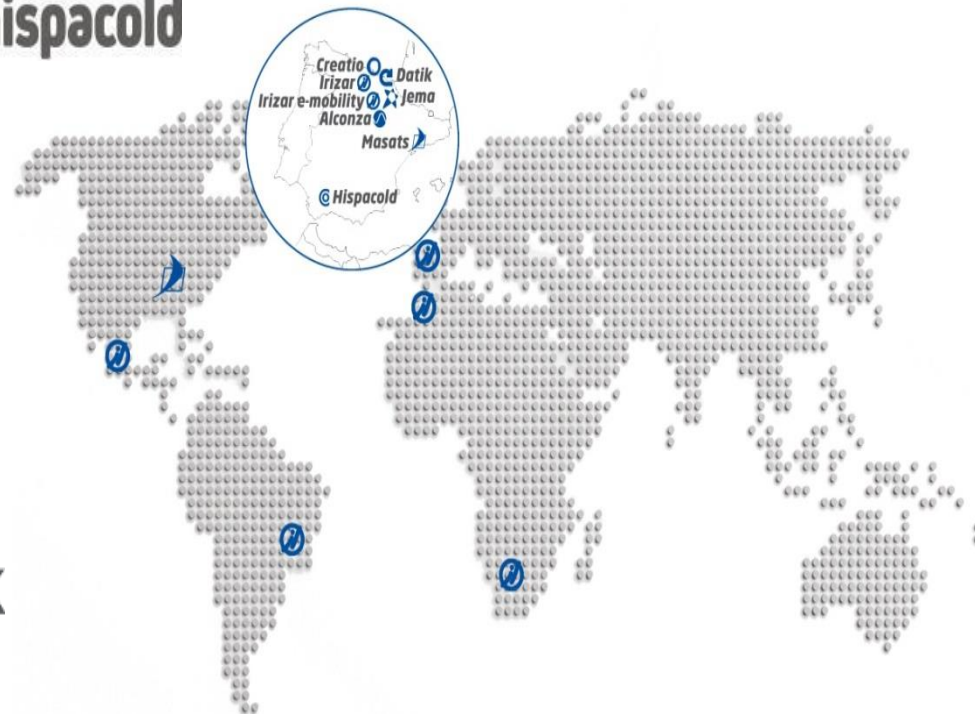 ispacold
Creatio
Datik
Irizar
Irizar e-mobility
Jema
Alconza
Masats
Hispacold